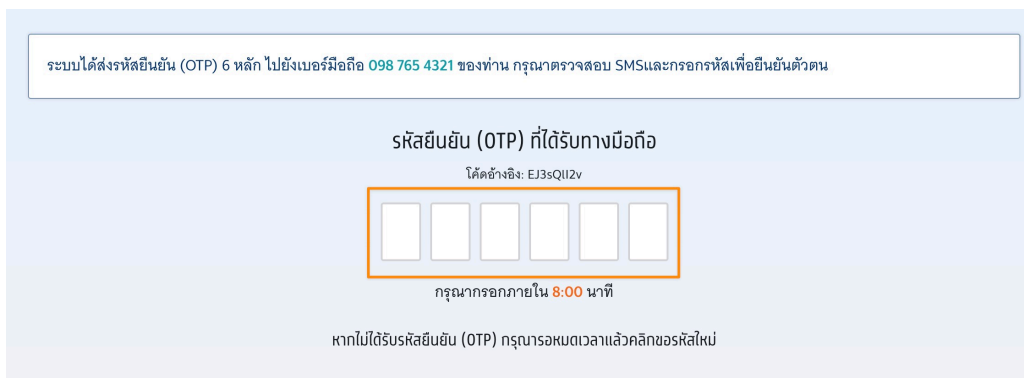 ระบบได้ส่งรหัสยืนยัน (OTP) 6 หลัก ไปยังเบอร์มือถือ 098 765 4321 ของท่าน กรุณาตรวจสอบ SMSและกรอกรหัสเพื่อยืนยันตัวตน
รหัสยืนยัน (OTP) ที่ได้รับทางมือถือ
โค้ดอ้างอิง: EJ3sQlI2v
กรุณากรอกภายใน 8:00 นาที
หากไม่ได้รับรหัสยืนยัน (OTP) กรุณารอหมดเวลาแล้วคลิกขอรหัสใหม่